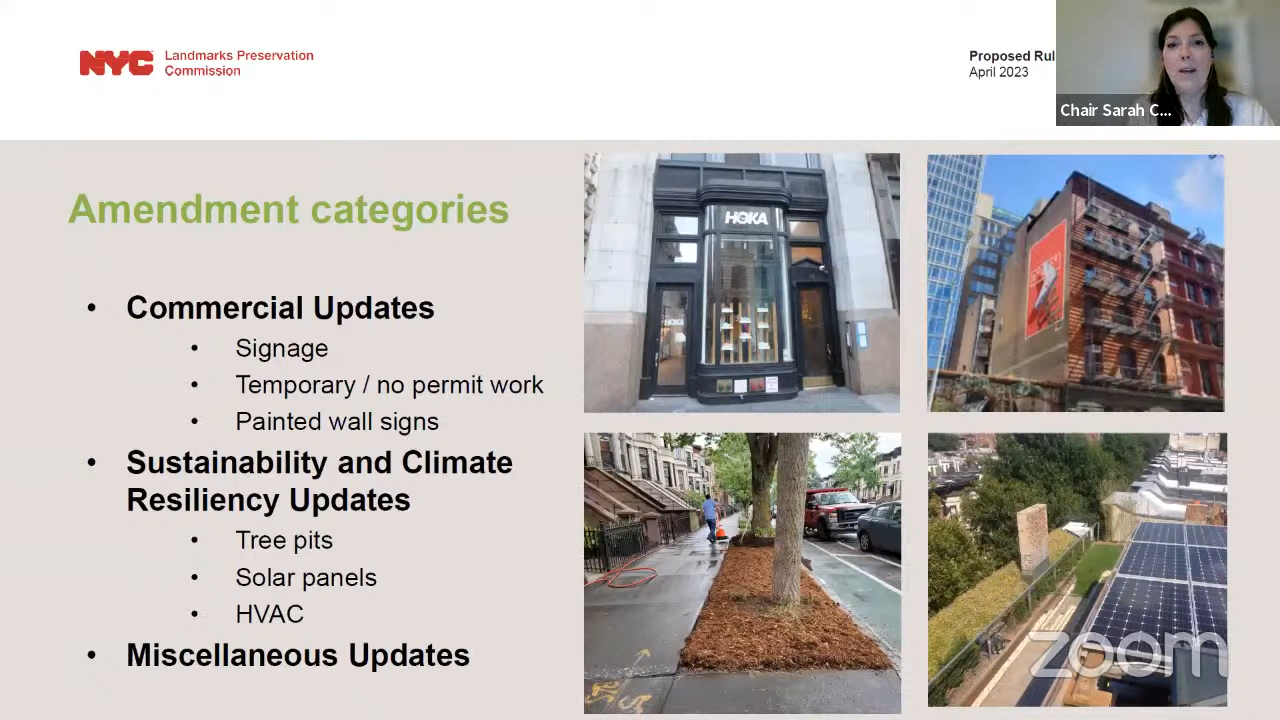 NYC Landmarks Preservation
Commission
Proposed Rul
April 2023
Chair Sarah C...
Amendment categories
• Commercial Updates
• Signage
• Temporary / no permit work
• Painted wall signs
• Sustainability and Climate
Resiliency Updates
• Tree pits
• Solar panels
• HVAC
• Miscellaneous Updates
HOKA
zoom